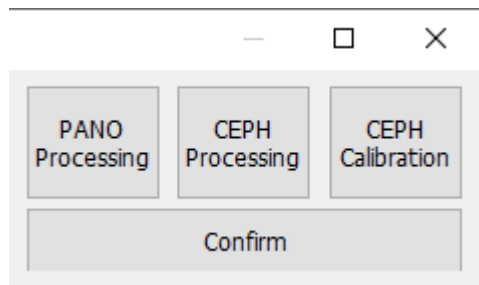 PANO
Processing
CEPH
Processing
CEPH
Calibration
Confirm